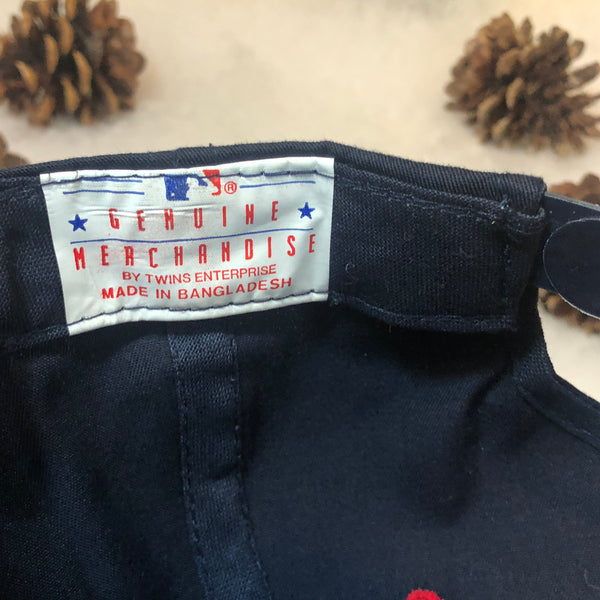 ®
GENUINE
MERCHANDISE
BY TWINS ENTERPRISE
MADE IN BANGLADESH